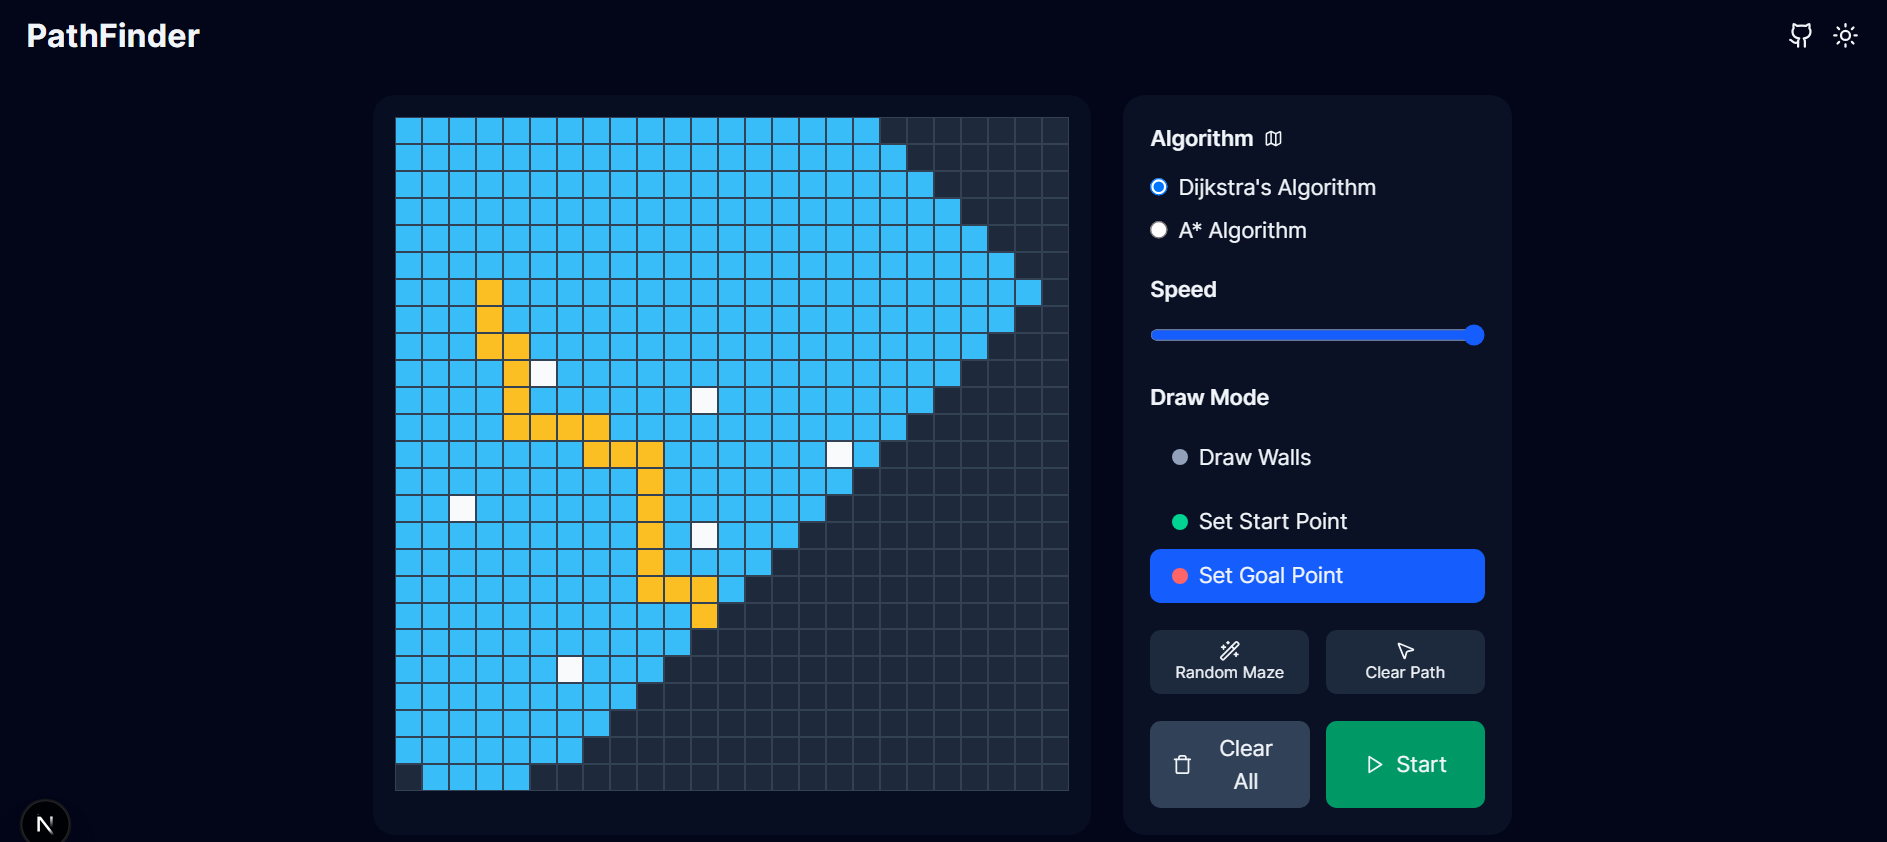 PathFinder
Algorithm
Dijkstra's Algorithm
A* Algorithm
Speed
Draw Mode
Draw Walls
Set Start Point
Set Goal Point
Random Maze
Clear Path
Clear
All
Start
N